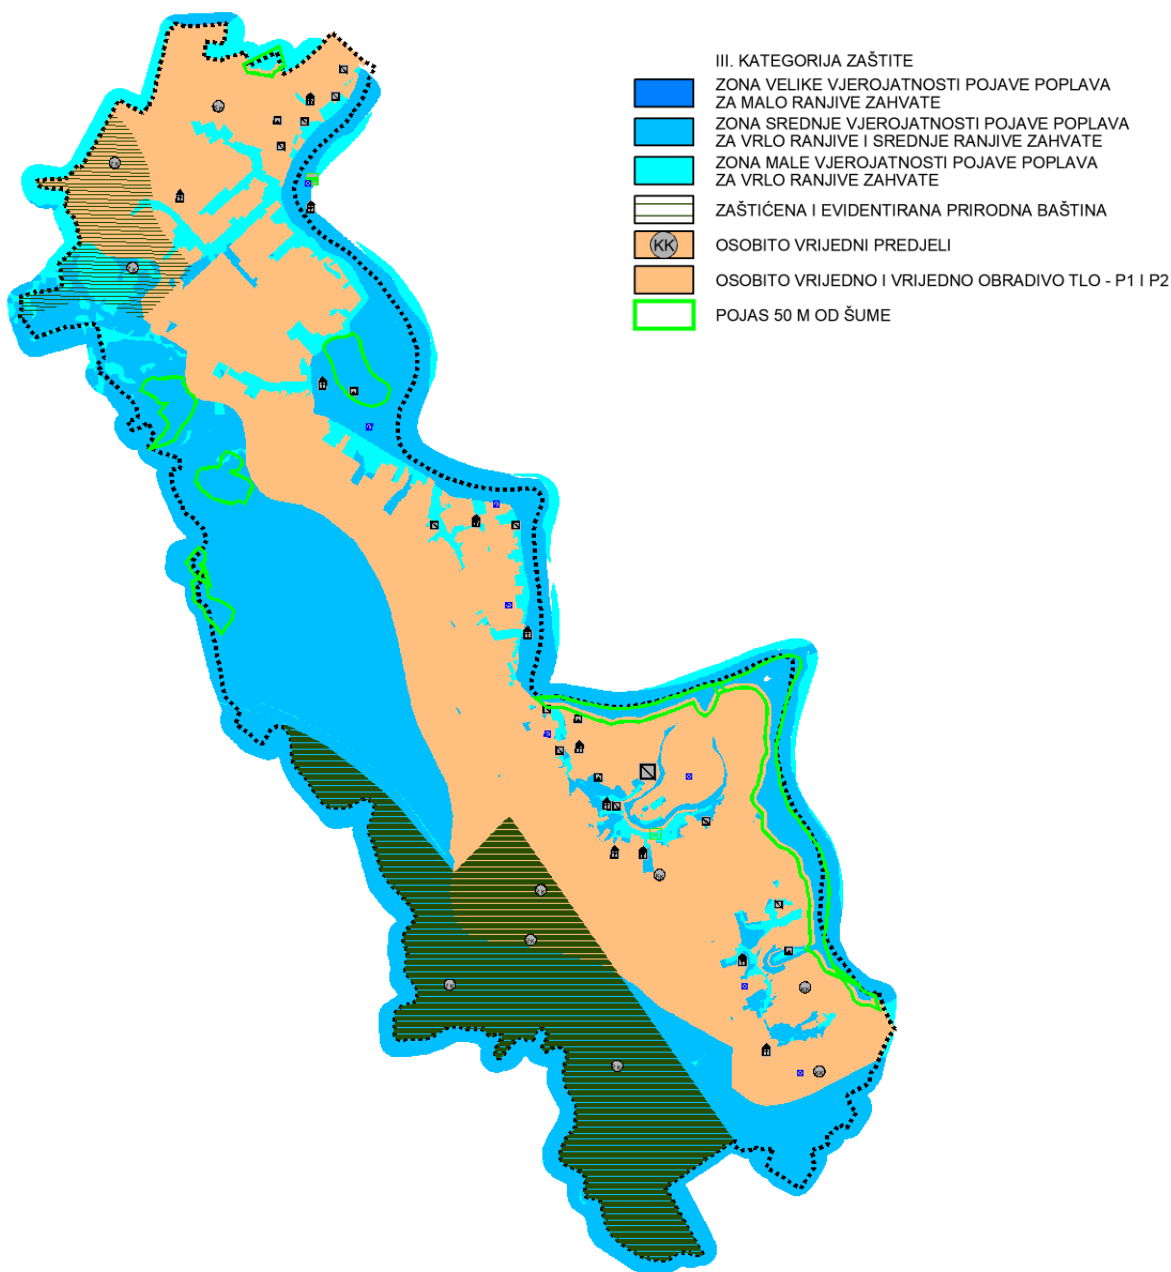 III. KATEGORIJA ZAŠTITE
ZONA VELIKE VJEROJATNOSTI POJAVE POPLAVA
ZA MALO RANJIVE ZAHVATE
ZONA SREDNJE VJEROJATNOSTI POJAVE POPLAVA
ZA VRLO RANJIVE I SREDNJE RANJIVE ZAHVATE
ZONA MALE VJEROJATNOSTI POJAVE POPLAVA
ZA VRLO RANJIVE ZAHVATE
ZAŠTIĆENA I EVIDENTIRANA PRIRODNA BAŠTINA
KK OSOBITO VRIJEDNI PREDJELI
OSOBITO VRIJEDNO I VRIJEDNO OBRADIVO TLO - P1 I P2
POJAS 50 M OD ŠUME